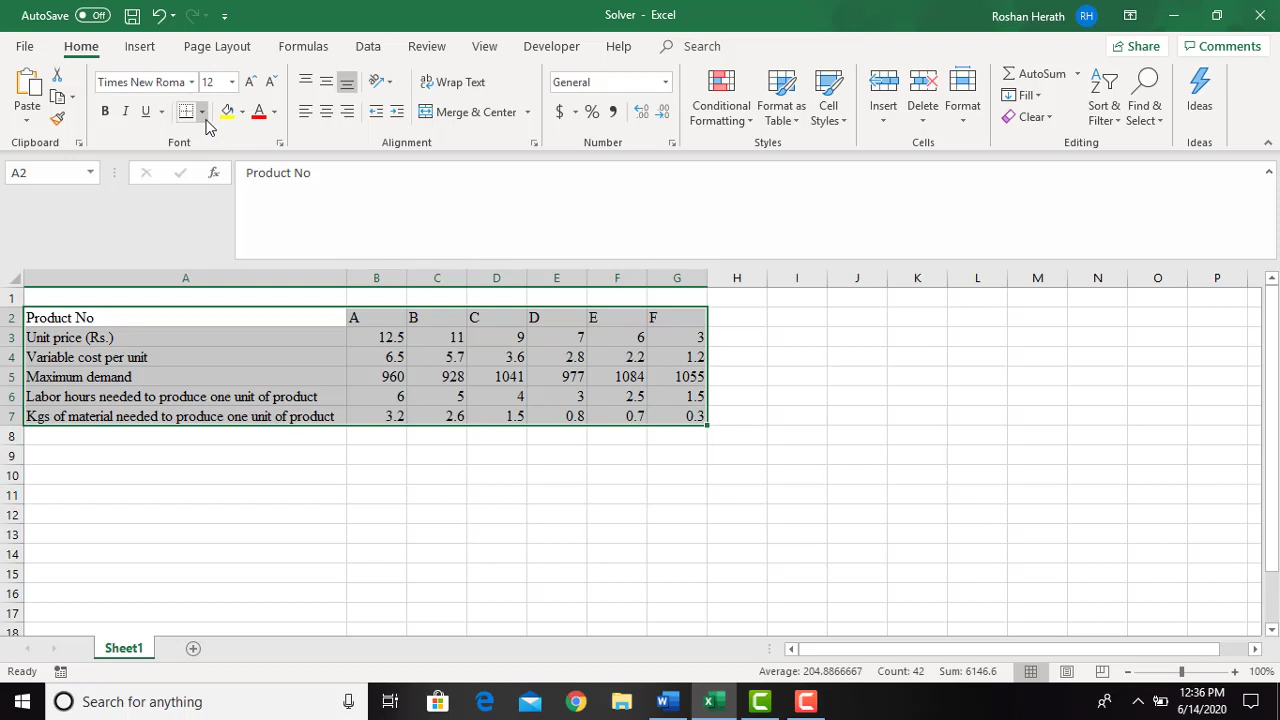 AutoSave Off
Solver - Excel
Roshan Herath RH
File Home Insert Page Layout Formulas Data Review View Developer Help Search Share Comments
Paste
Clipboard
Times New Roma 12
A A
B I U A
Font
ab Wrap Text
Merge & Center
Alignment
General
$ % ,
Number
Conditional Formatting
Format as Table
Cell Styles
Styles
Insert Delete Format
Cells
AutoSum
Fill
Clear
Sort & Filter
Find & Select
Editing
Ideas
Ideas
A2 fx Product No
A B C D E F G H I J K L M N O P
1
2 Product No A B C D E F
3 Unit price (Rs.) 12.5 11 9 7 6 3
4 Variable cost per unit 6.5 5.7 3.6 2.8 2.2 1.2
5 Maximum demand 960 928 1041 977 1084 1055
6 Labor hours needed to produce one unit of product 6 5 4 3 2.5 1.5
7 Kgs of material needed to produce one unit of product 3.2 2.6 1.5 0.8 0.7 0.3
8
9
10
11
12
13
14
15
16
17
18
Sheet1
Ready Average: 204.8866667 Count: 42 Sum: 6146.6 100%
Search for anything
12:36 PM
6/14/2020